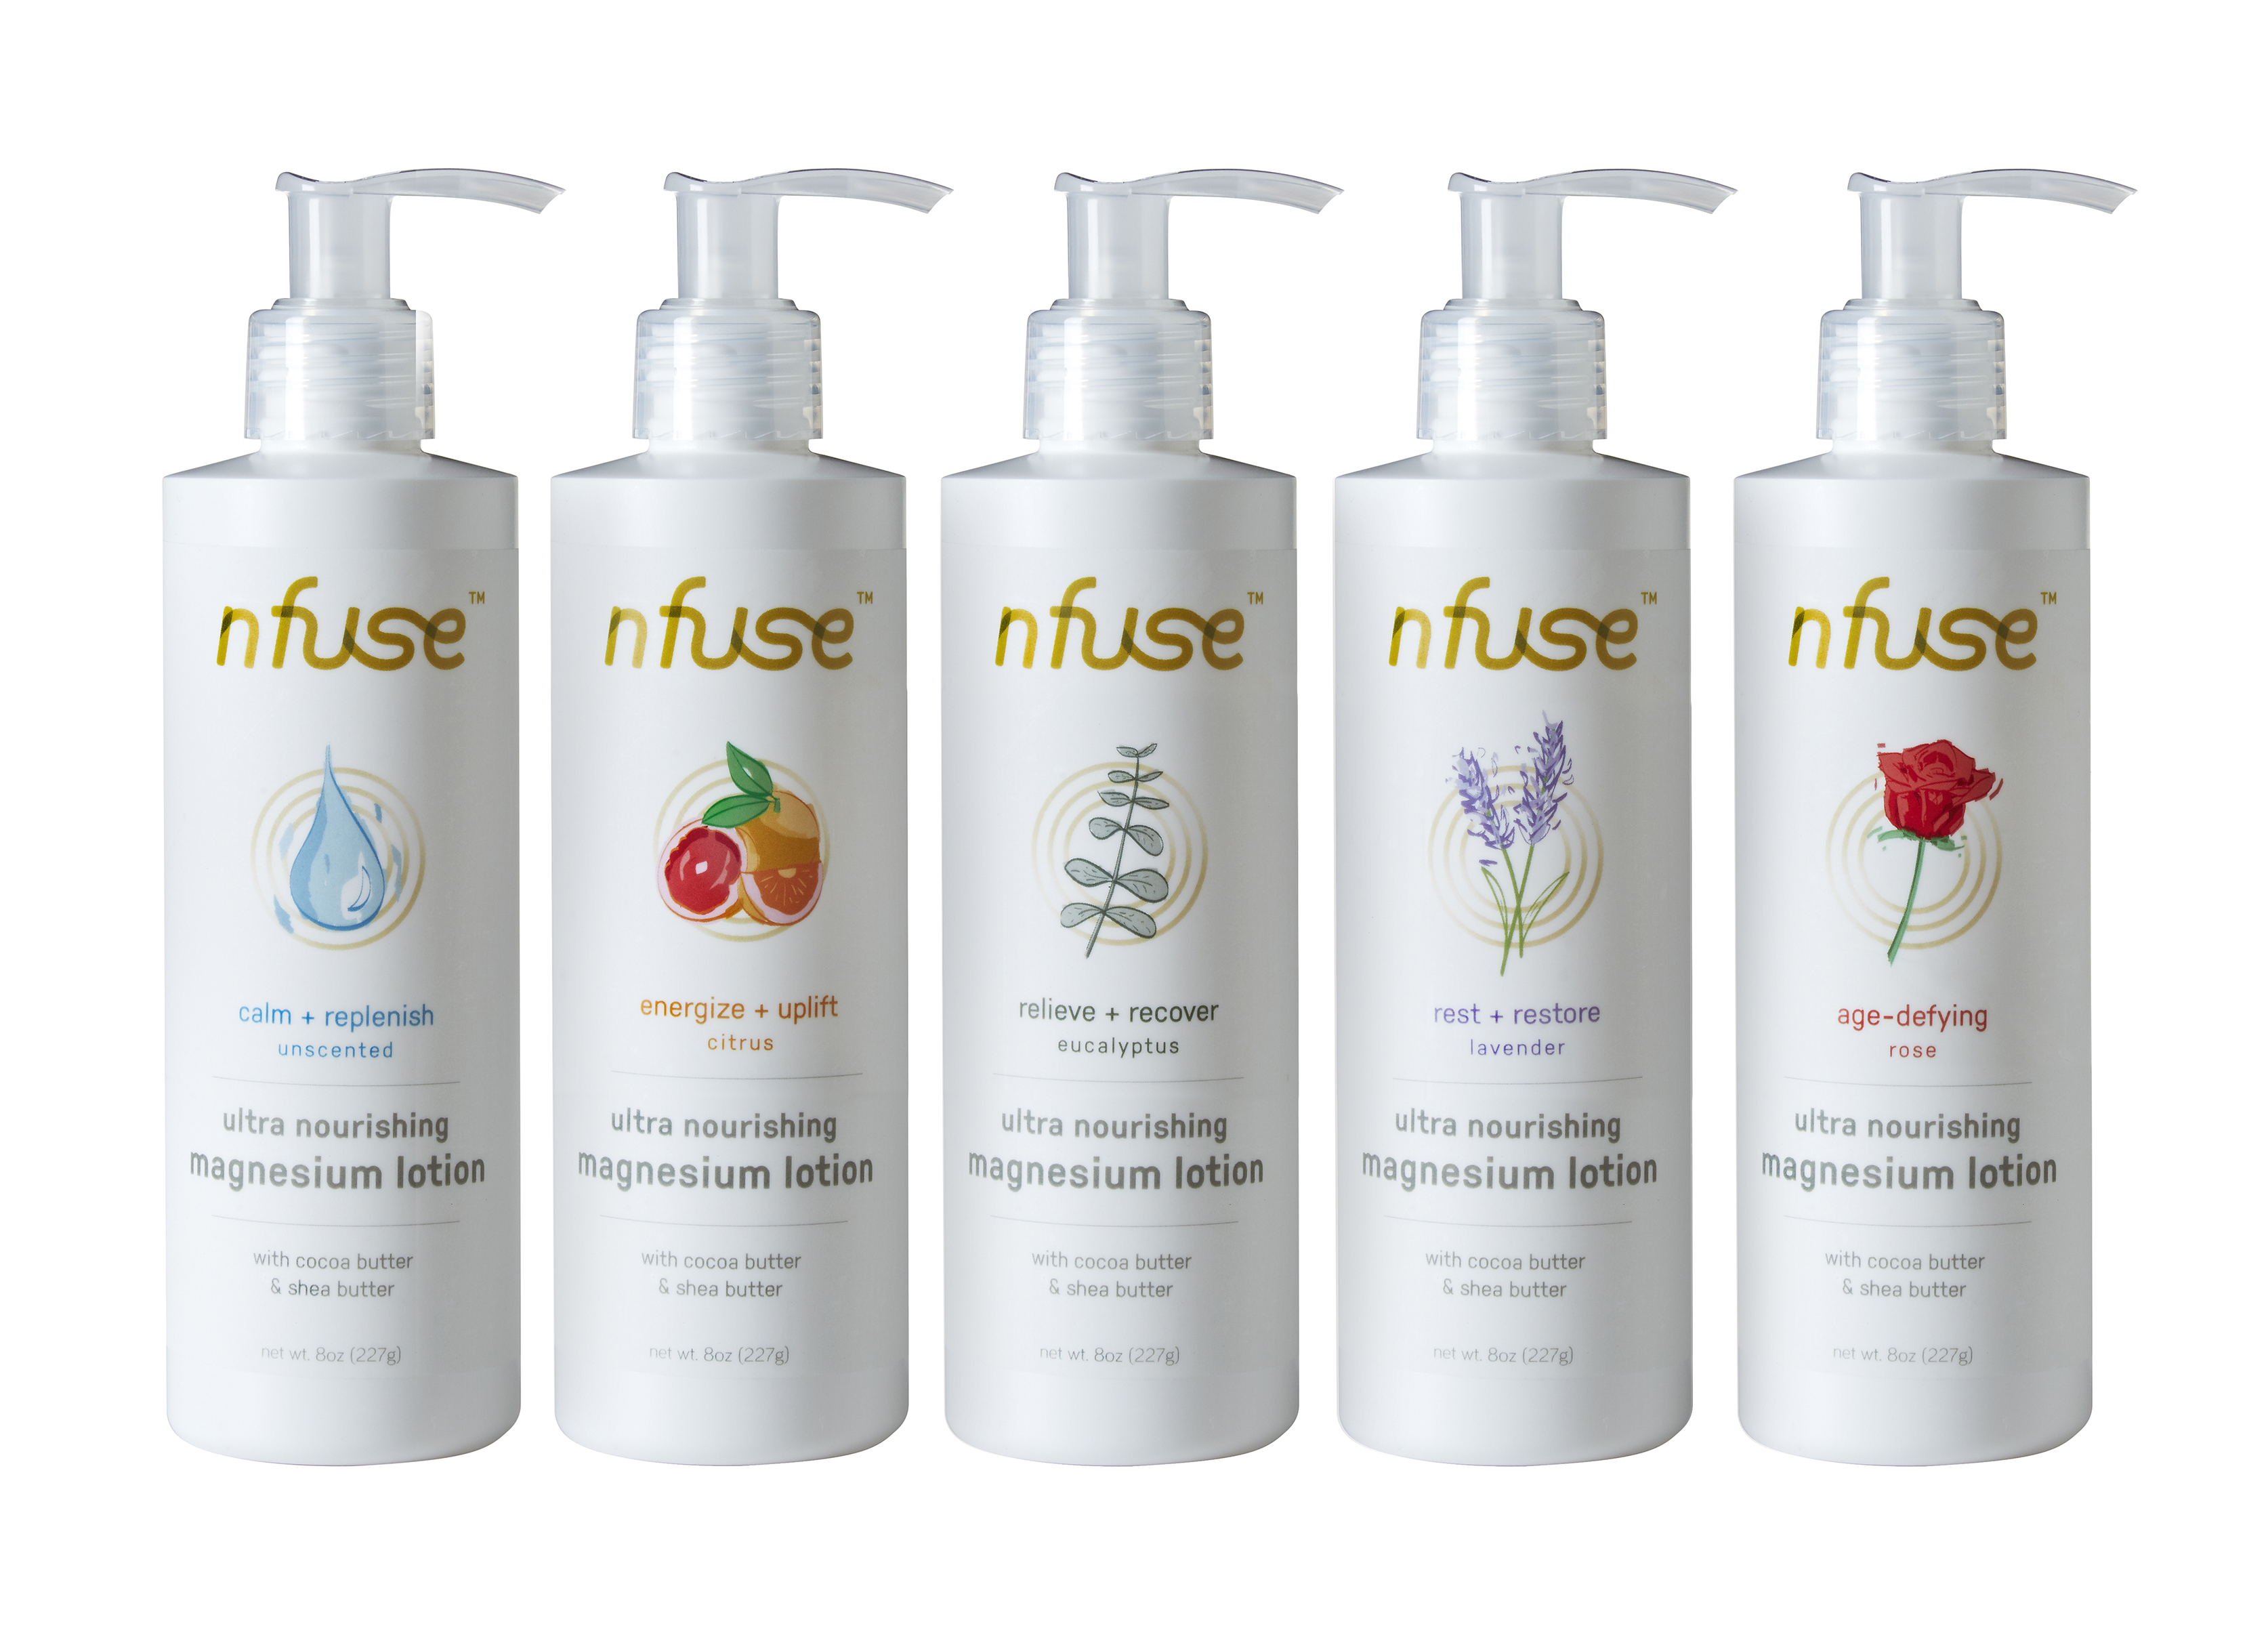 nfuse™
calm + replenish
unscented
ultra nourishing
magnesium lotion
with cocoa butter
& shea butter
net wt. 8oz (227g)
nfuse™
energize + uplift
citrus
ultra nourishing
magnesium lotion
with cocoa butter
& shea butter
net wt. 8oz (227g)
nfuse™
relieve + recover
eucalyptus
ultra nourishing
magnesium lotion
with cocoa butter
& shea butter
net wt. 8oz (227g)
nfuse™
rest + restore
lavender
ultra nourishing
magnesium lotion
with cocoa butter
& shea butter
net wt. 8oz (227g)
nfuse™
age-defying
rose
ultra nourishing
magnesium lotion
with cocoa butter
& shea butter
net wt. 8oz (227g)